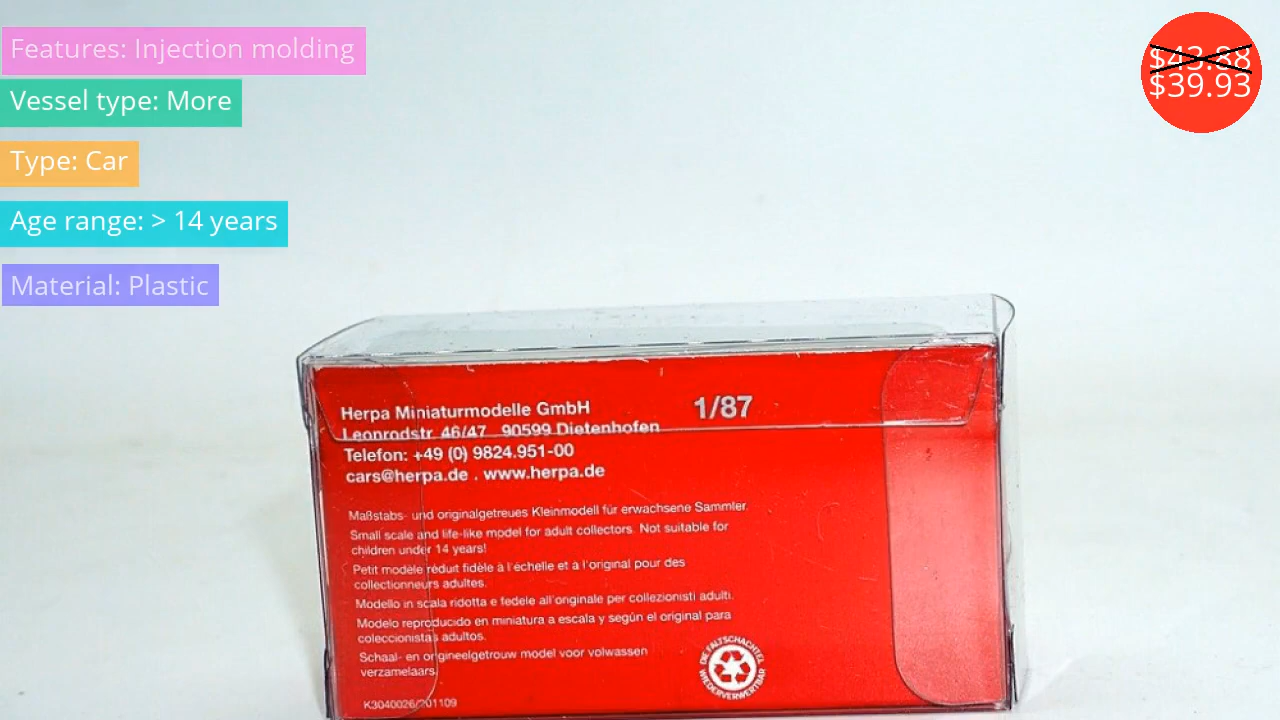 Features: Injection molding
Vessel type: More
Type: Car
Age range: > 14 years
Material: Plastic
$43.88
$39.93
Herpa Miniaturmodelle GmbH
1/87
Leonrodstr. 46/47 90599 Dietenhofen
Telefon: +49 (0) 9824.951-00
cars@herpa.de . www.herpa.de
Maßstabs- und originalgetreues Kleinmodell für erwachsene Sammler.
Small scale and life-like model for adult collectors. Not suitable for
children under 14 years!
Petit modèle réduit fidèle à l'échelle et à l'original pour des
collectionneurs adultes.
Modello in scala ridotta e fedele all'originale per collezionisti adulti.
Modelo reproducido en miniatura a escala y según el original para
coleccionistas adultos.
Schaal- en origineelgetrouw model voor volwassen
verzamelaars.
DIE FALTSCHACHTEL
WIEDERVERWERTBAR
K3040026/201109